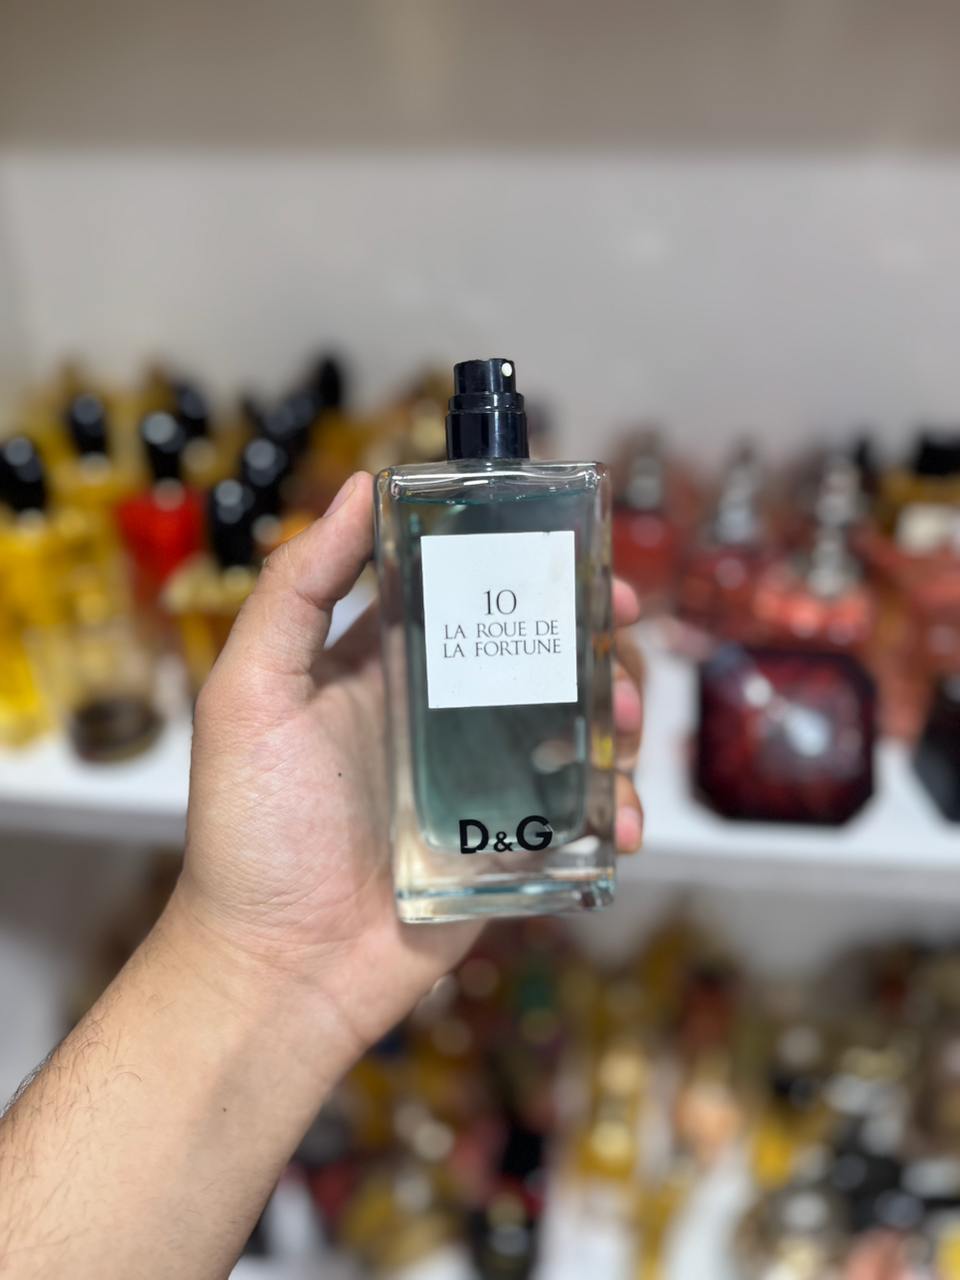 10
LA ROUE DE
LA FORTUNE
D&G